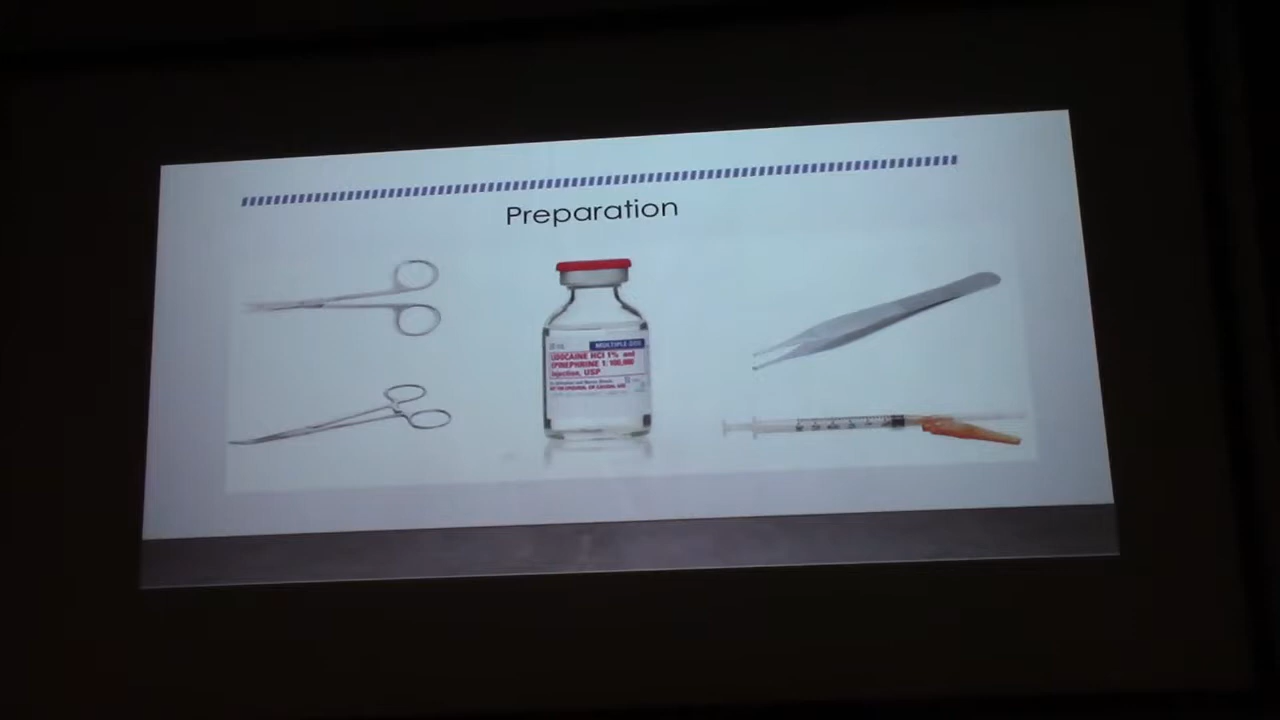 Preparation
MULTIPLE DOSE
LIDOCAINE HCl 1% and
EPINEPHRINE 1:100,000
Injection, USP